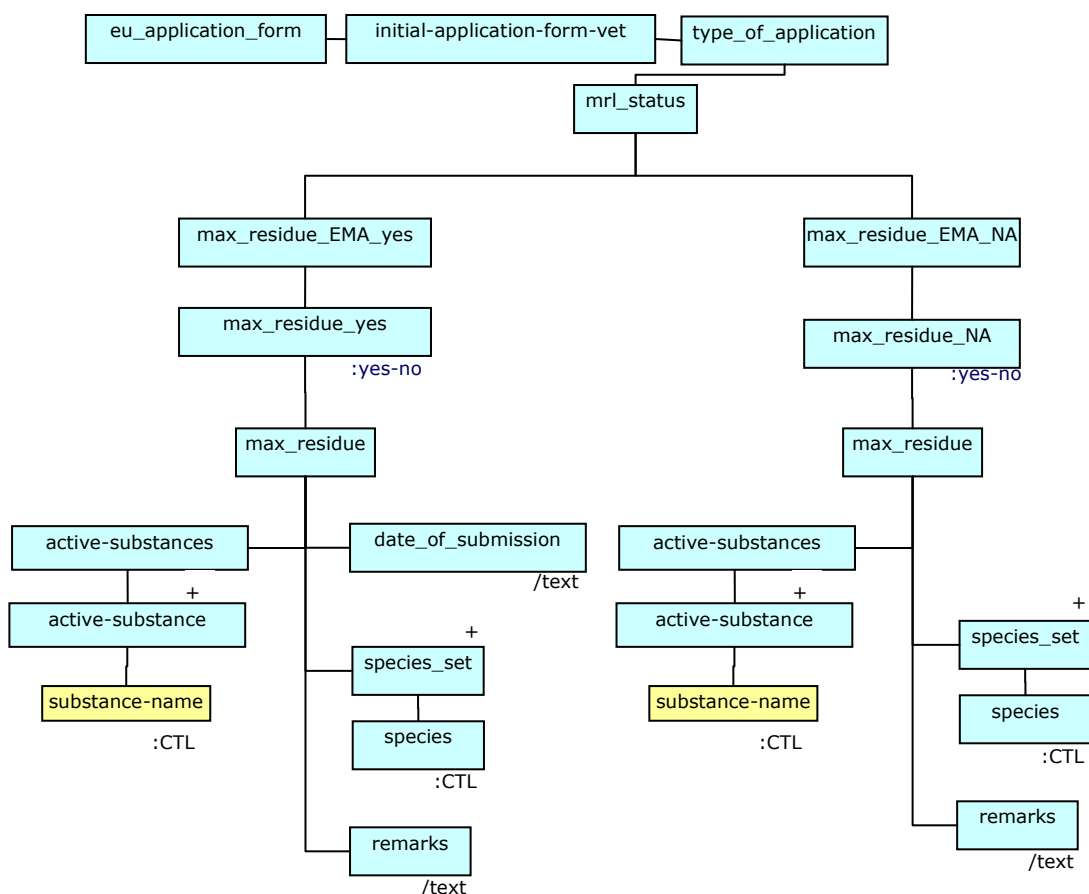 eu_application_form
initial-application-form-vet
type_of_application
mrl_status
max_residue_EMA_yes
max_residue_EMA_NA
max_residue_yes
:yes-no
max_residue_NA
:yes-no
max_residue
max_residue
active-substances
date_of_submission
/text
active-substances
+
active-substance
+
active-substance
+
species_set
+
species_set
substance-name
:CTL
species
:CTL
substance-name
:CTL
species
:CTL
remarks
/text
remarks
/text